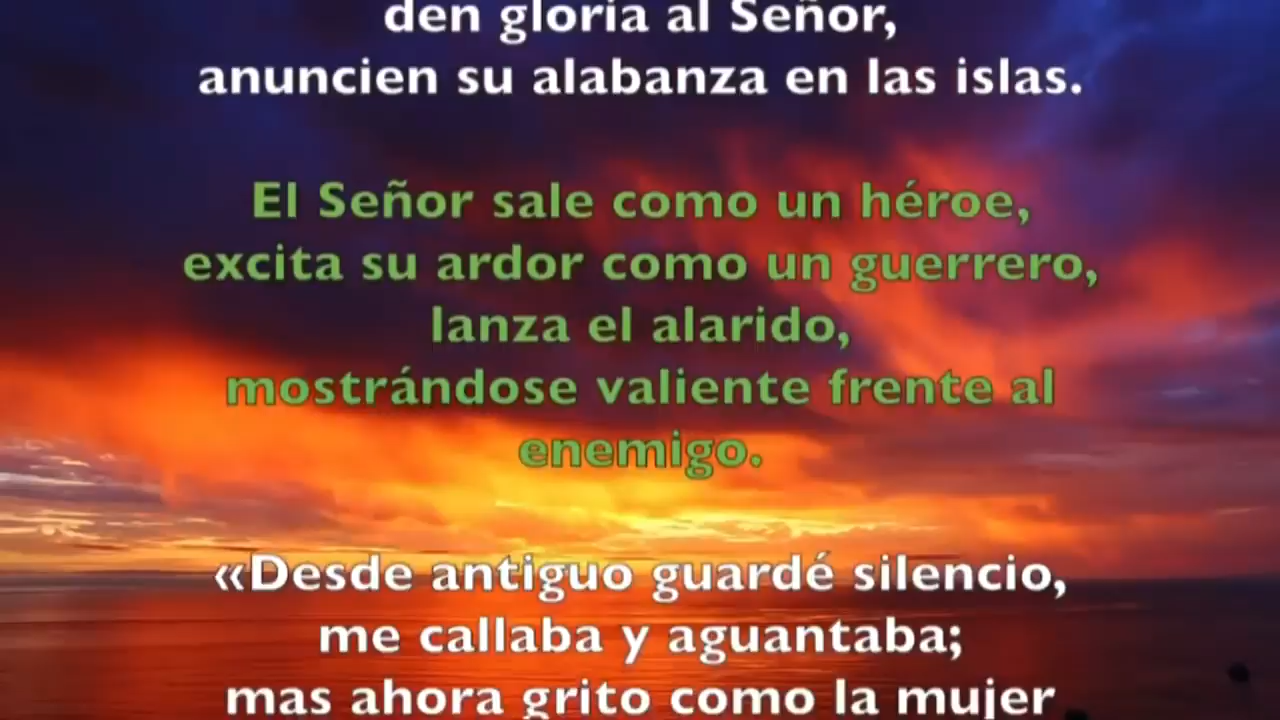 den gloria al Señor,
anuncien su alabanza en las islas.
El Señor sale como un héroe,
excita su ardor como un guerrero,
lanza el alarido,
mostrándose valiente frente al
enemigo.
«Desde antiguo guardé silencio,
me callaba y aguantaba;
mas ahora grito como la mujer